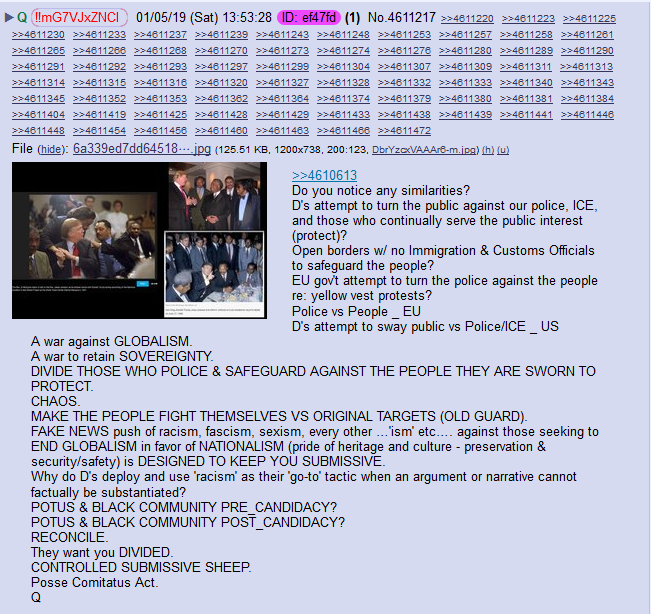 ▶ Q !!mG7VJxZNCI 01/05/19 (Sat) 13:53:28 ID: ef47fd (1) No.4611217 >>4611220 >>4611223 >>4611225
>>4611230 >>4611233 >>4611237 >>4611239 >>4611243 >>4611248 >>4611253 >>4611257 >>4611258 >>4611261
>>4611265 >>4611266 >>4611268 >>4611270 >>4611273 >>4611274 >>4611276 >>4611280 >>4611289 >>4611290
>>4611291 >>4611292 >>4611293 >>4611297 >>4611299 >>4611304 >>4611307 >>4611309 >>4611311 >>4611313
>>4611314 >>4611315 >>4611316 >>4611320 >>4611327 >>4611328 >>4611332 >>4611333 >>4611340 >>4611343
>>4611345 >>4611352 >>4611353 >>4611362 >>4611364 >>4611374 >>4611379 >>4611380 >>4611381 >>4611384
>>4611404 >>4611419 >>4611425 >>4611428 >>4611429 >>4611433 >>4611438 >>4611439 >>4611441 >>4611446
>>4611448 >>4611454 >>4611456 >>4611460 >>4611463 >>4611466 >>4611472
File (hide): 6a339ed7dd64518⋯.jpg (125.51 KB, 1200x738, 200:123, DbrYzcxVAAAr6-m.jpg) (h) (u)
>>4610613
Do you notice any similarities?
D's attempt to turn the public against our police, ICE,
and those who continually serve the public interest
(protect)?
Open borders w/ no Immigration & Customs Officials
to safeguard the people?
EU gov't attempt to turn the police against the people
re: yellow vest protests?
Police vs People _ EU
D's attempt to sway public vs Police/ICE _ US
A war against GLOBALISM.
A war to retain SOVEREIGNTY.
DIVIDE THOSE WHO POLICE & SAFEGUARD AGAINST THE PEOPLE THEY ARE SWORN TO
PROTECT.
CHAOS.
MAKE THE PEOPLE FIGHT THEMSELVES VS ORIGINAL TARGETS (OLD GUARD).
FAKE NEWS push of racism, fascism, sexism, every other …'ism' etc…. against those seeking to
END GLOBALISM in favor of NATIONALISM (pride of heritage and culture - preservation &
security/safety) is DESIGNED TO KEEP YOU SUBMISSIVE.
Why do D's deploy and use 'racism' as their 'go-to' tactic when an argument or narrative cannot
factually be substantiated?
POTUS & BLACK COMMUNITY PRE_CANDIDACY?
POTUS & BLACK COMMUNITY POST_CANDIDACY?
RECONCILE.
They want you DIVIDED.
CONTROLLED SUBMISSIVE SHEEP.
Posse Comitatus Act.
Q